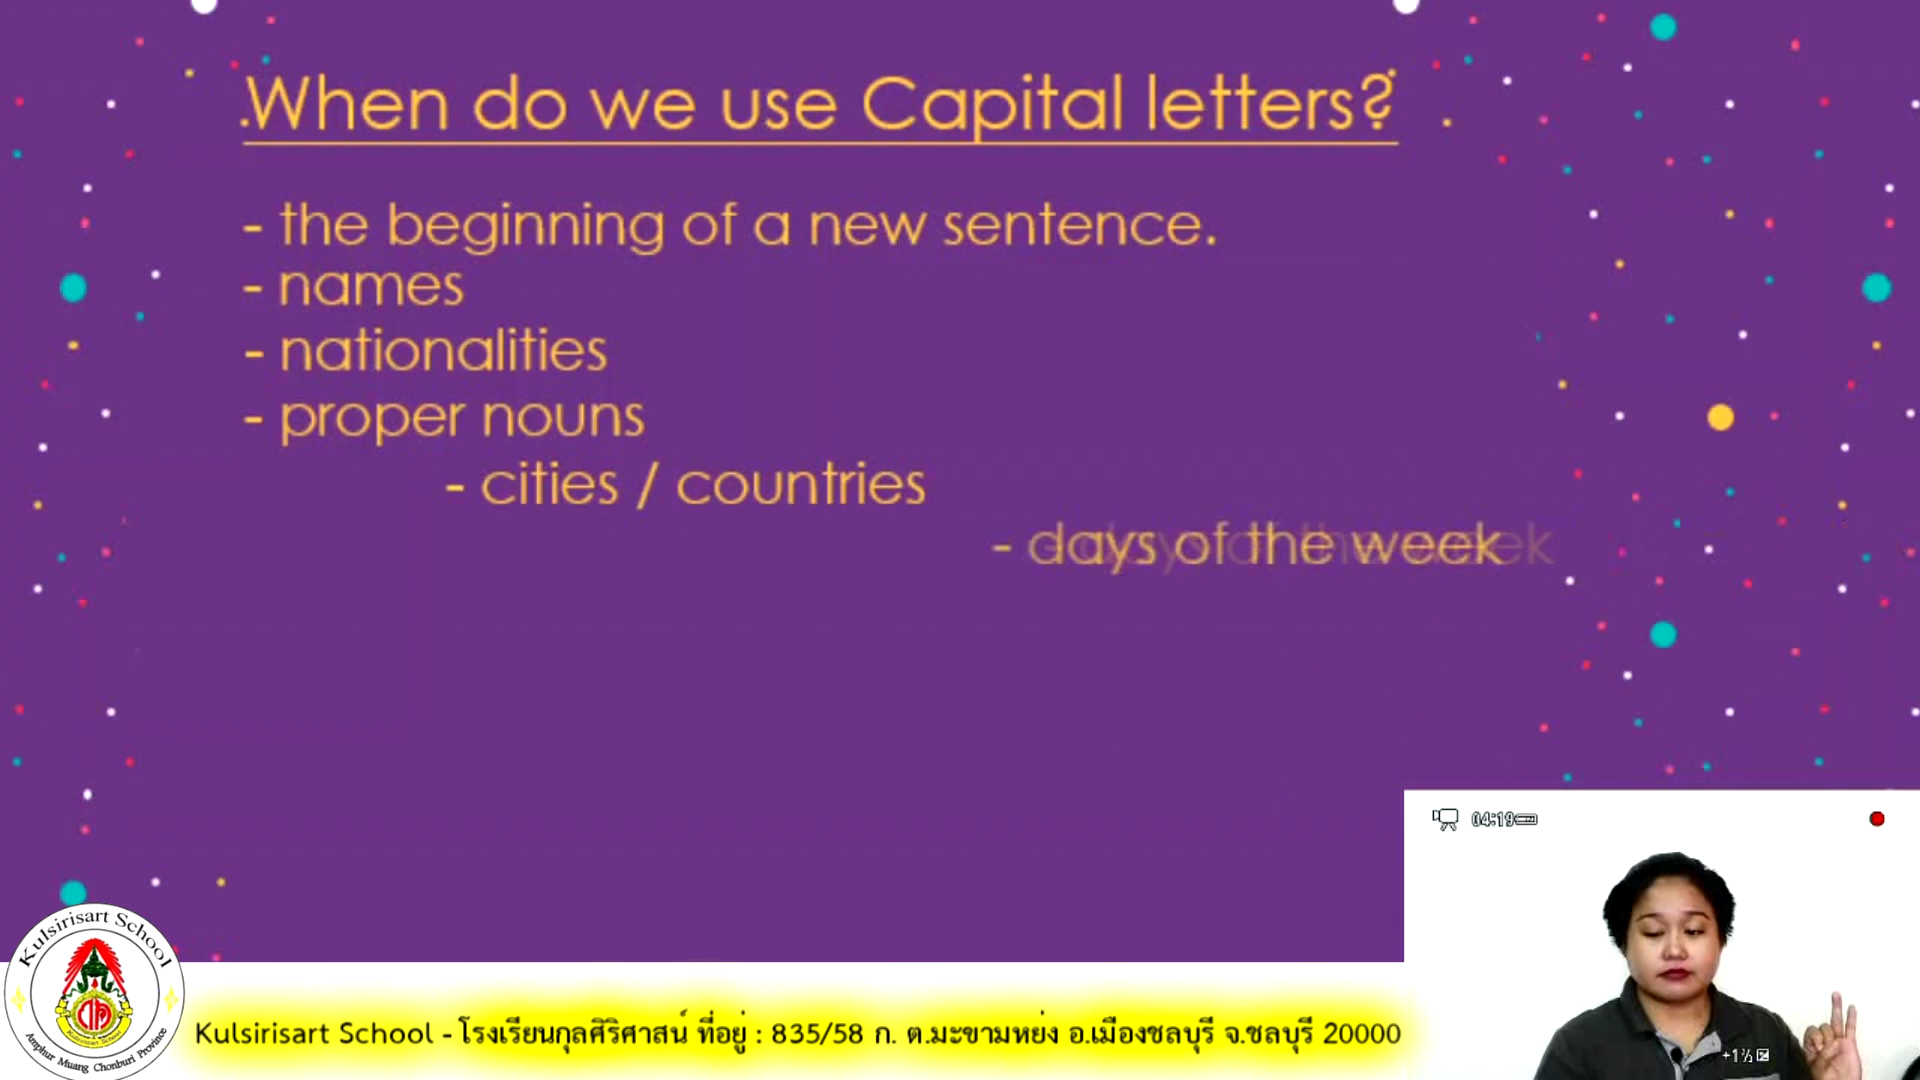 When do we use Capital letters?
- the beginning of a new sentence.
- names
- nationalities
- proper nouns
- cities / countries
- days of the week
04:19
Kulsirisart School
Amphur Muang Chonburi Province
Kulsirisart School - โรงเรียนกุลศิริศาสน์ ที่อยู่ : 835/58 ก. ต.มะขามหย่ง อ.เมืองชลบุรี จ.ชลบุรี 20000